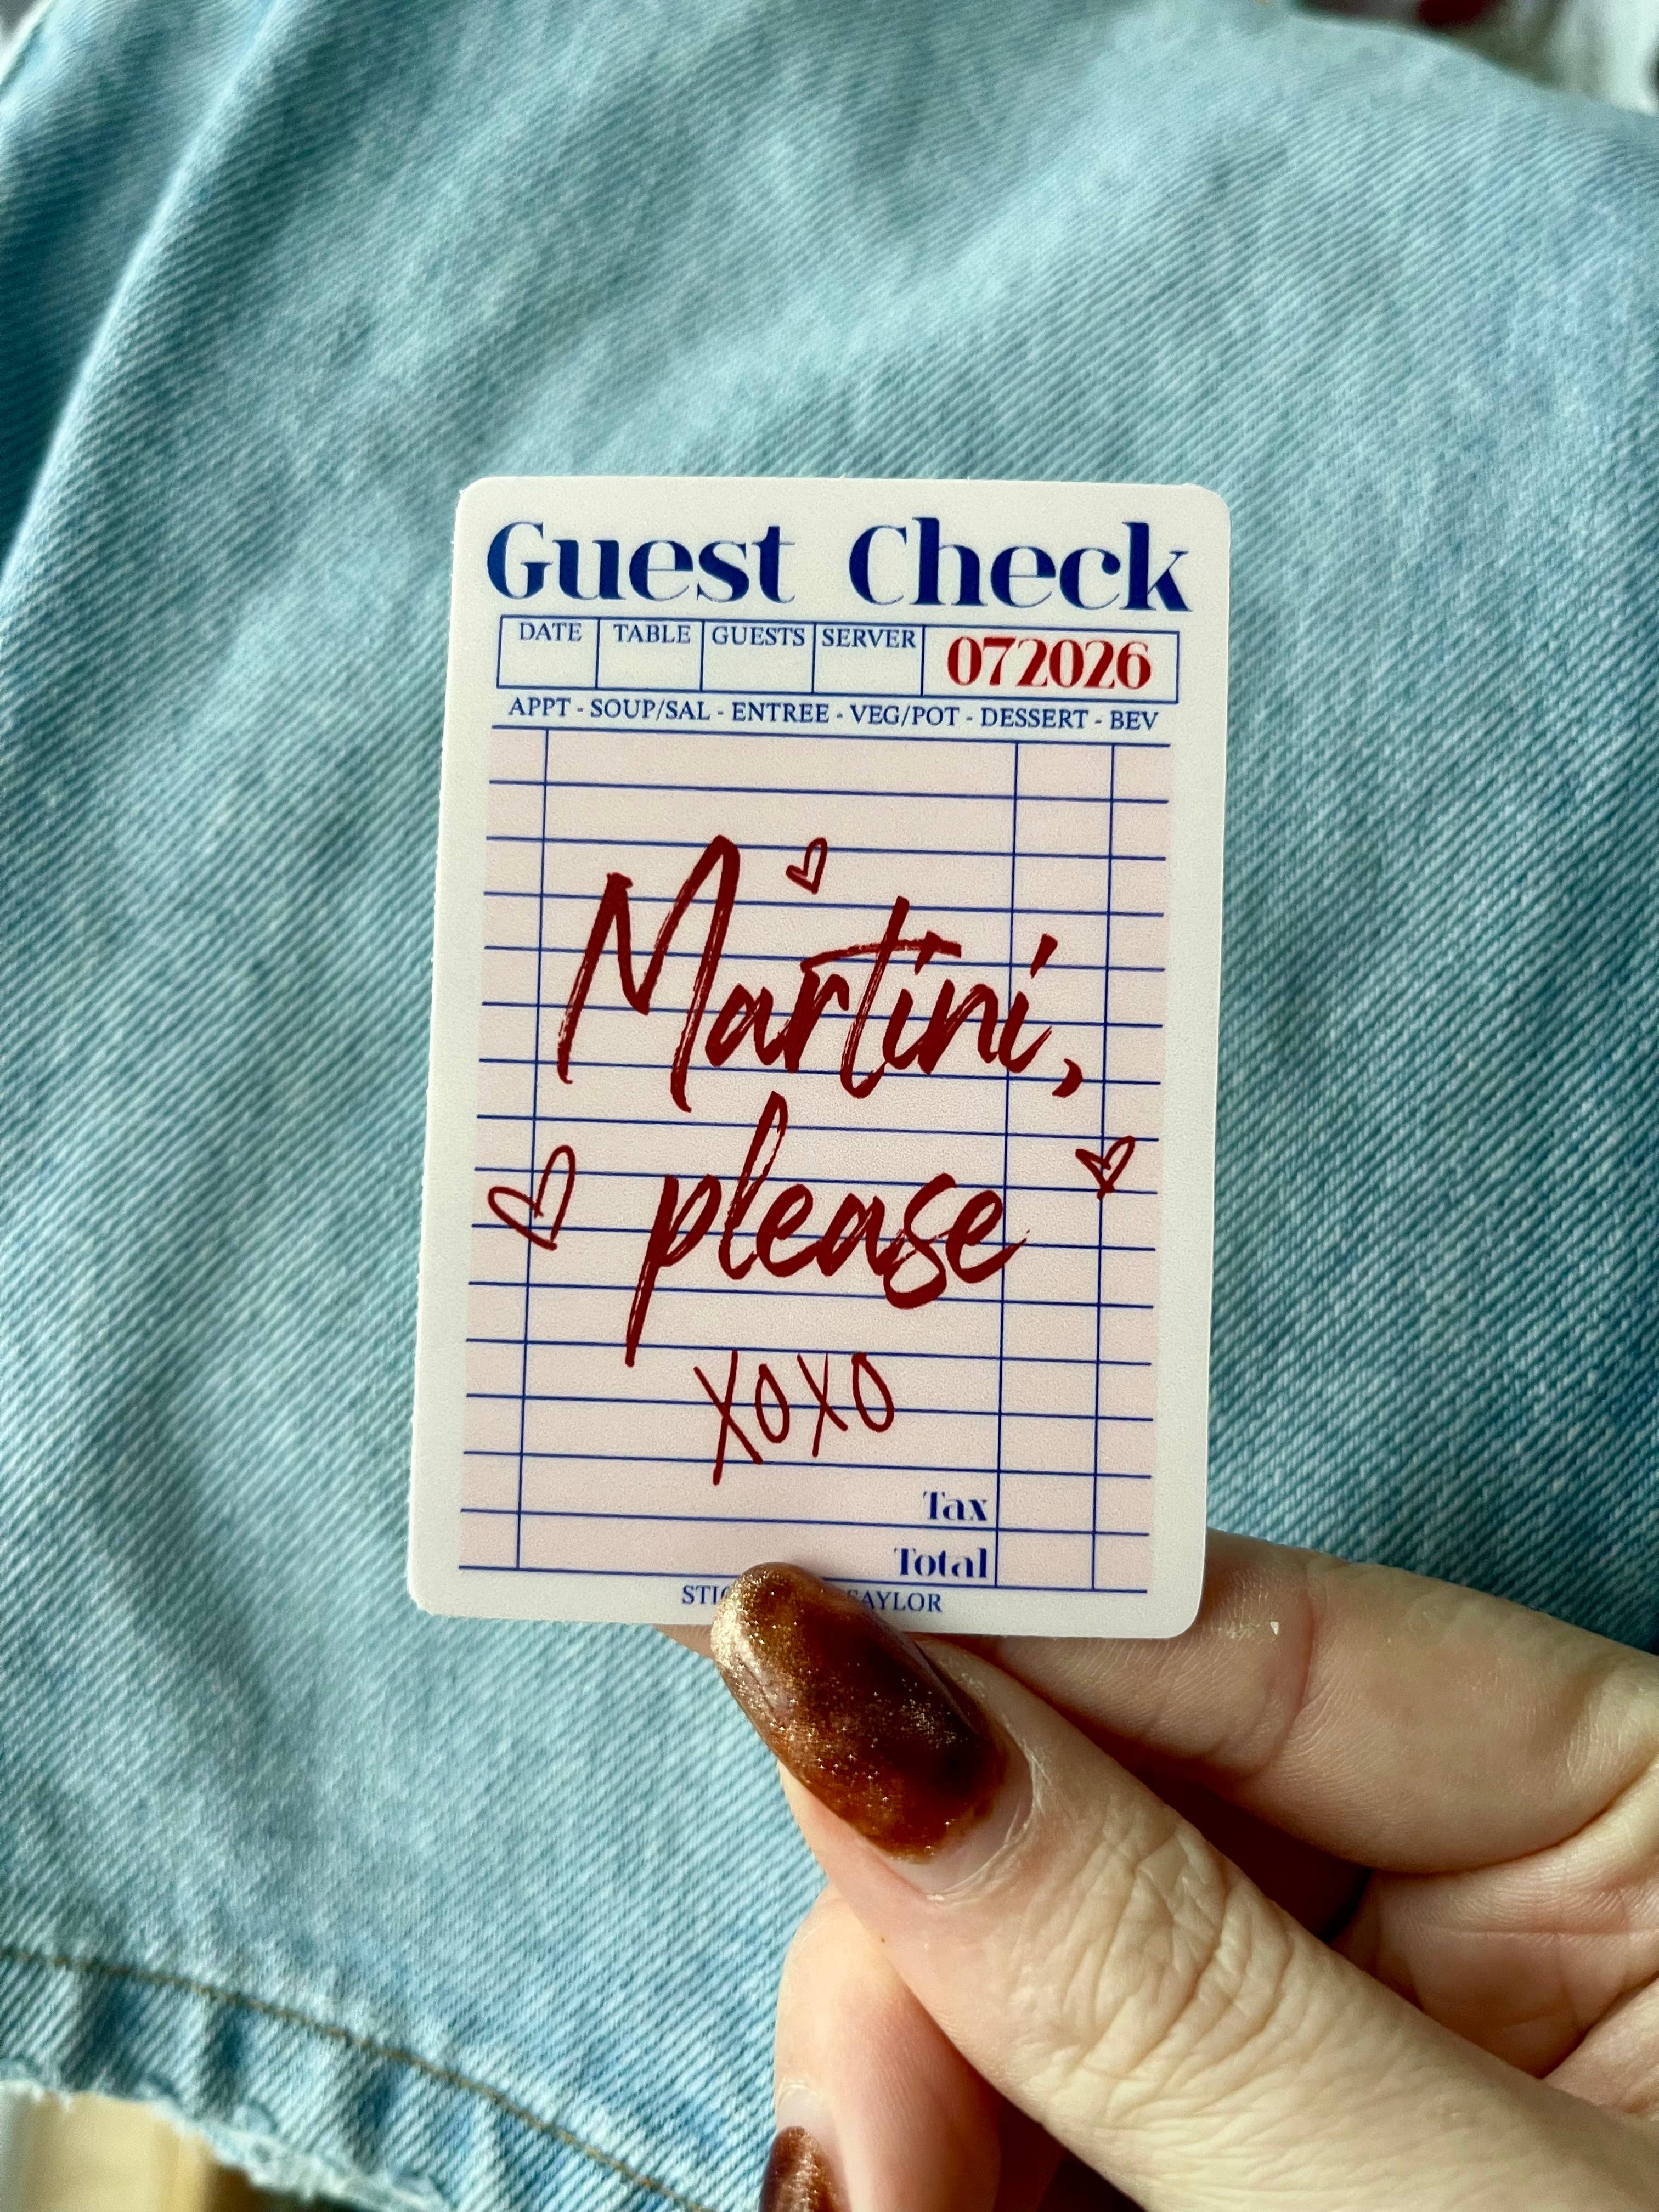 Guest Check
DATE TABLE GUESTS SERVER 072026
APPT - SOUP/SAL - ENTREE - VEG/POT - DESSERT - BEV
Martini,
please
XOXO
Tax
Total
SAYLOR